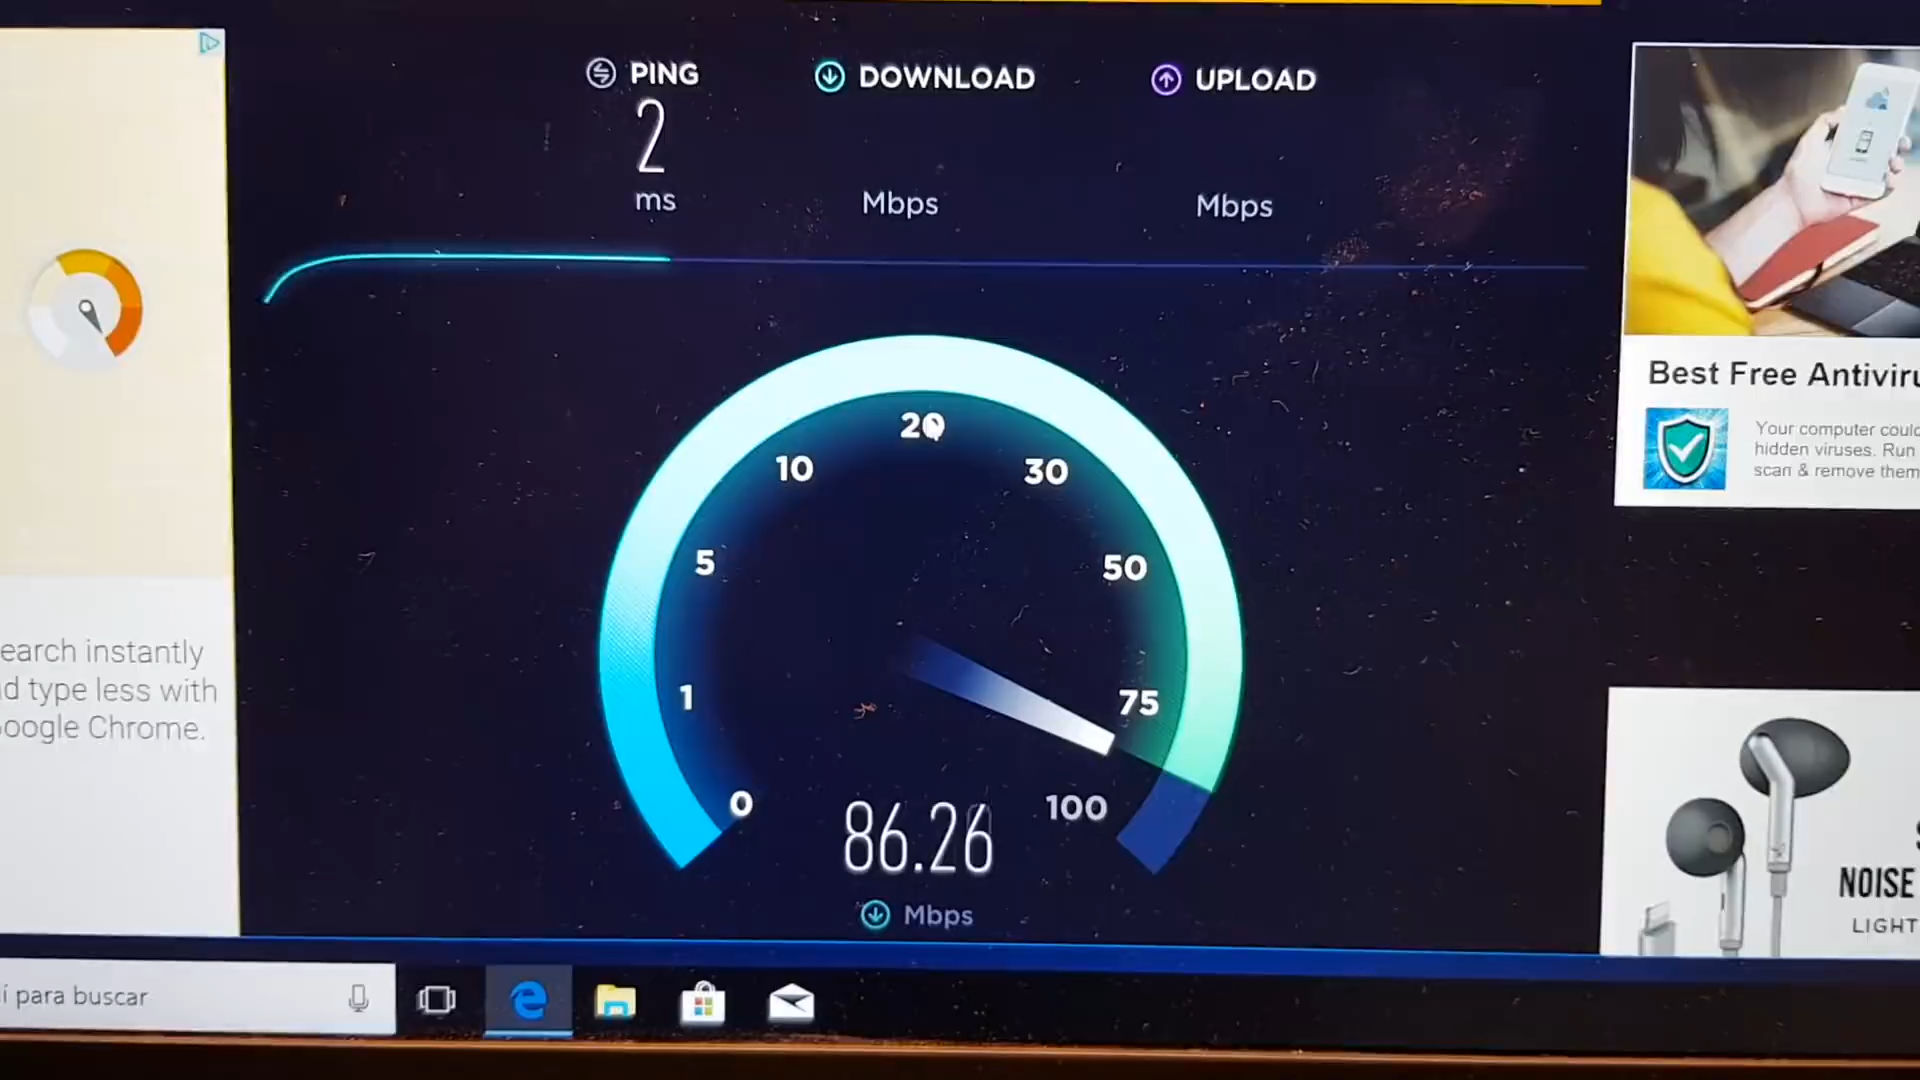 PING
2
ms
DOWNLOAD
Mbps
UPLOAD
Mbps
0
1
5
10
20
30
50
75
100
86.26
Mbps
earch instantly
d type less with
oogle Chrome.
Best Free Antiviru
Your computer could
hidden viruses. Run
scan & remove them
NOISE
LIGHT
í para buscar